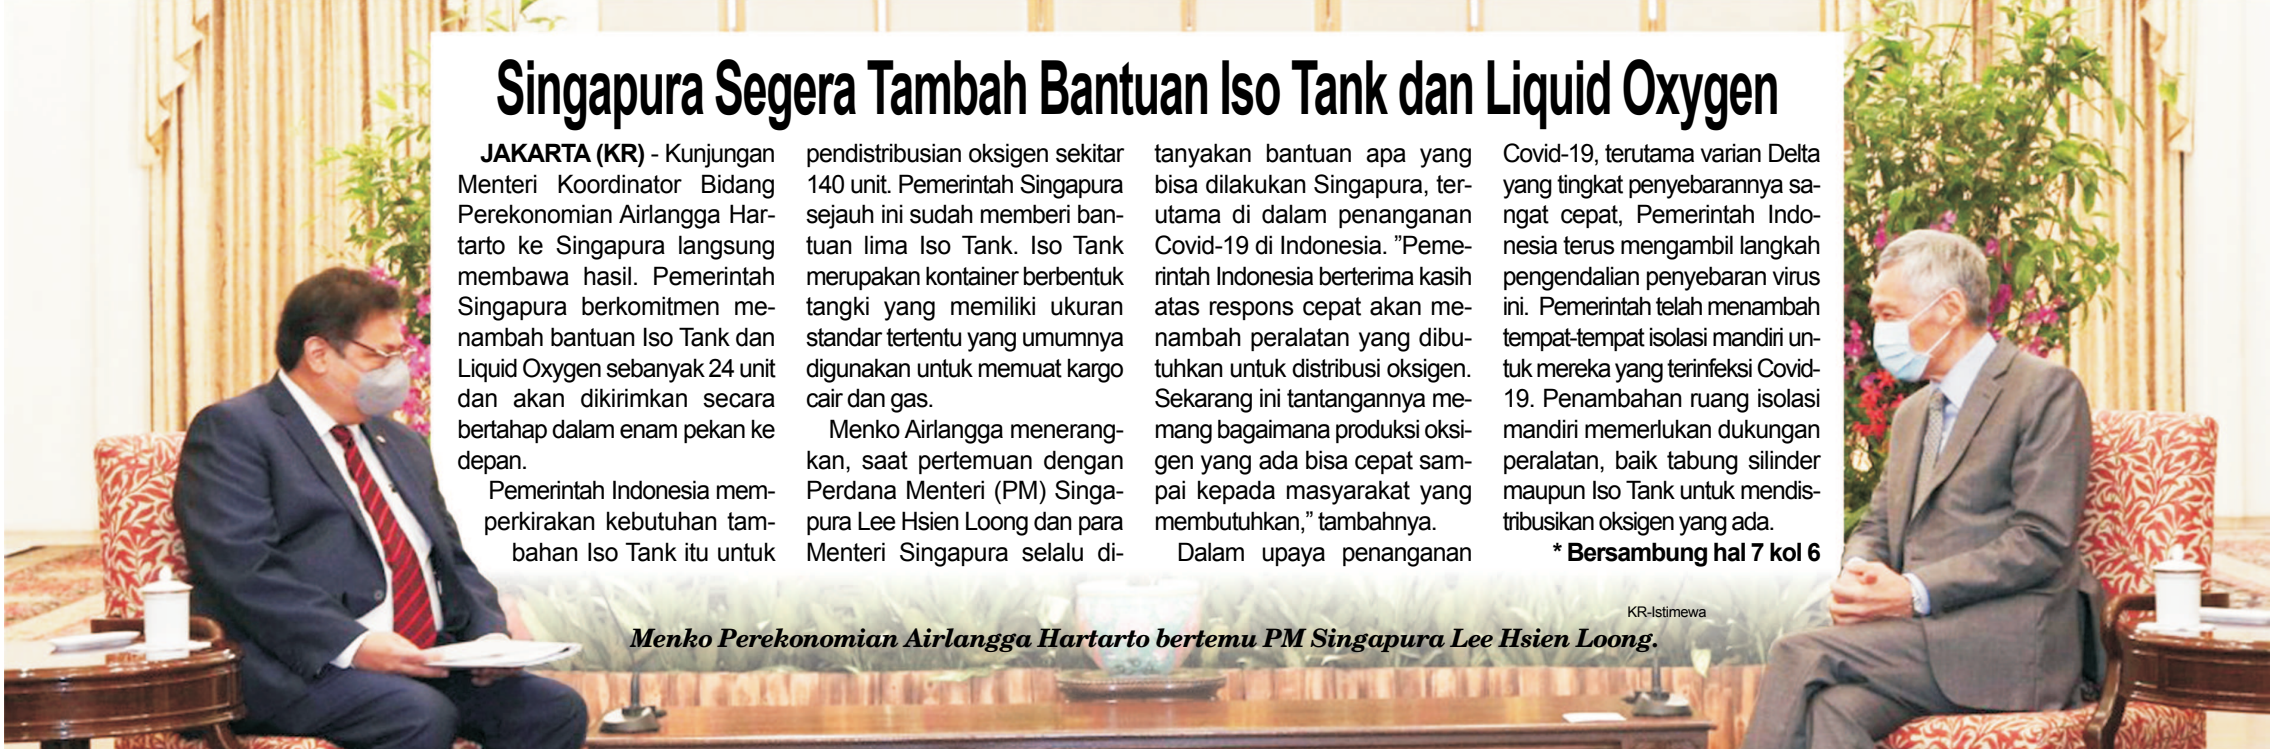 Singapura Segera Tambah Bantuan Iso Tank dan Liquid Oxygen
JAKARTA (KR) - Kunjungan
Menteri Koordinator Bidang
Perekonomian Airlangga Har-
tarto ke Singapura langsung
membawa hasil. Pemerintah
Singapura berkomitmen me-
nambah bantuan Iso Tank dan
Liquid Oxygen sebanyak 24 unit
dan akan dikirimkan secara
bertahap dalam enam pekan ke
depan.
Pemerintah Indonesia mem-
perkirakan kebutuhan tam-
bahan Iso Tank itu untuk
pendistribusian oksigen sekitar
140 unit. Pemerintah Singapura
sejauh ini sudah memberi ban-
tuan lima Iso Tank. Iso Tank
merupakan kontainer berbentuk
tangki yang memiliki ukuran
standar tertentu yang umumnya
digunakan untuk memuat kargo
cair dan gas.
Menko Airlangga menerang-
kan, saat pertemuan dengan
Perdana Menteri (PM) Singa-
pura Lee Hsien Loong dan para
Menteri Singapura selalu di-
tanyakan bantuan apa yang
bisa dilakukan Singapura, ter-
utama di dalam penanganan
Covid-19 di Indonesia. ”Peme-
rintah Indonesia berterima kasih
atas respons cepat akan me-
nambah peralatan yang dibu-
tuhkan untuk distribusi oksigen.
Sekarang ini tantangannya me-
mang bagaimana produksi oksi-
gen yang ada bisa cepat sam-
pai kepada masyarakat yang
membutuhkan,” tambahnya.
Dalam upaya penanganan
Covid-19, terutama varian Delta
yang tingkat penyebarannya sa-
ngat cepat, Pemerintah Indo-
nesia terus mengambil langkah
pengendalian penyebaran virus
ini. Pemerintah telah menambah
tempat-tempat isolasi mandiri un-
tuk mereka yang terinfeksi Covid-
19. Penambahan ruang isolasi
mandiri memerlukan dukungan
peralatan, baik tabung silinder
maupun Iso Tank untuk mendis-
tribusikan oksigen yang ada.
* Bersambung hal 7 kol 6
KR-Istimewa
Menko Perekonomian Airlangga Hartarto bertemu PM Singapura Lee Hsien Loong.